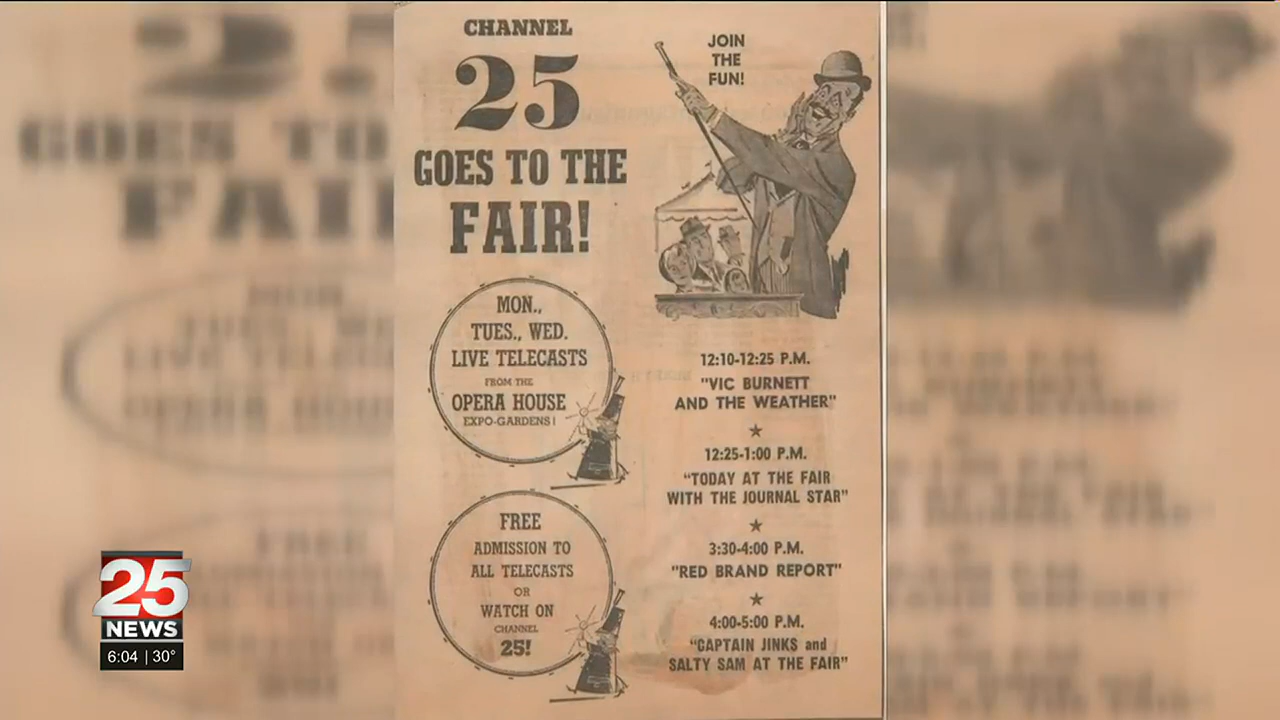 CHANNEL
25
GOES TO THE
FAIR!
JOIN
THE
FUN!
MON.,
TUES., WED.
LIVE TELECASTS
FROM THE
OPERA HOUSE
EXPO-GARDENS!
FREE
ADMISSION TO
ALL TELECASTS
OR
WATCH ON
CHANNEL
25!
12:10-12:25 P.M.
"VIC BURNETT
AND THE WEATHER"
12:25-1:00 P.M.
"TODAY AT THE FAIR
WITH THE JOURNAL STAR"
3:30-4:00 P.M.
"RED BRAND REPORT"
4:00-5:00 P.M.
"CAPTAIN JINKS and
SALTY SAM AT THE FAIR"
25
NEWS
6:04 | 30°